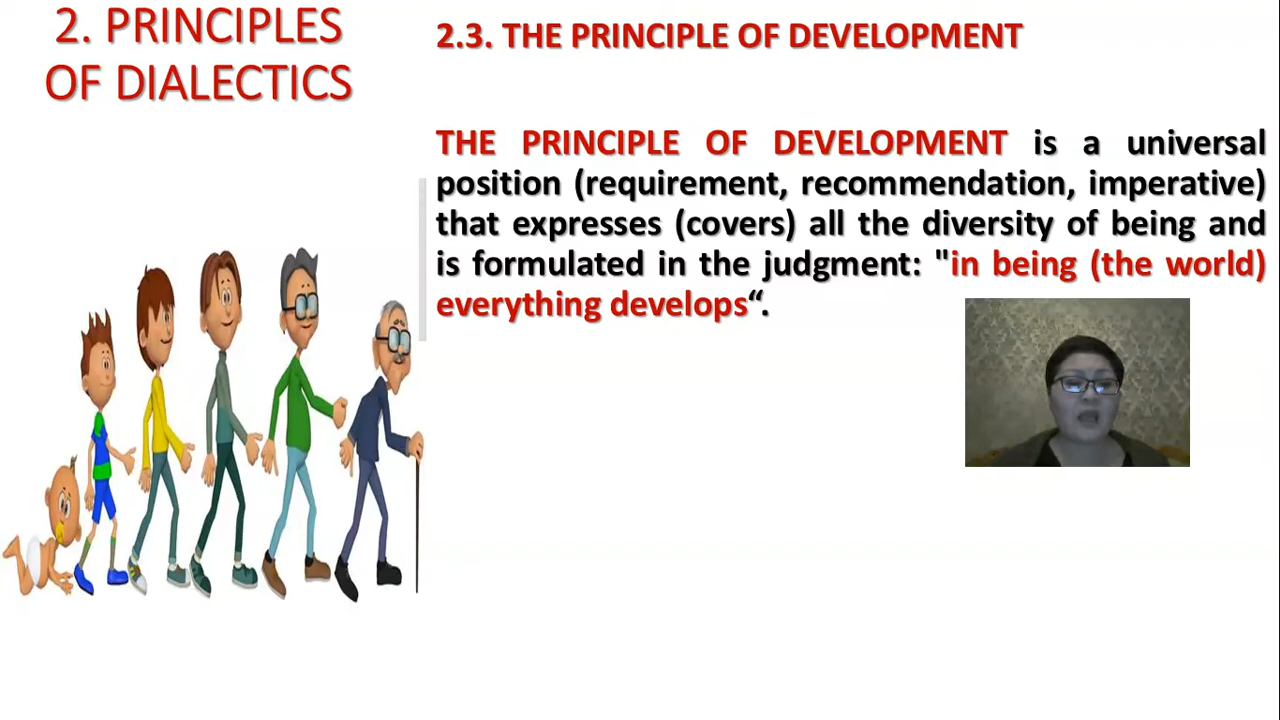 2. PRINCIPLES
OF DIALECTICS
2.3. THE PRINCIPLE OF DEVELOPMENT
THE PRINCIPLE OF DEVELOPMENT is a universal
position (requirement, recommendation, imperative)
that expresses (covers) all the diversity of being and
is formulated in the judgment: "in being (the world)
everything develops“.